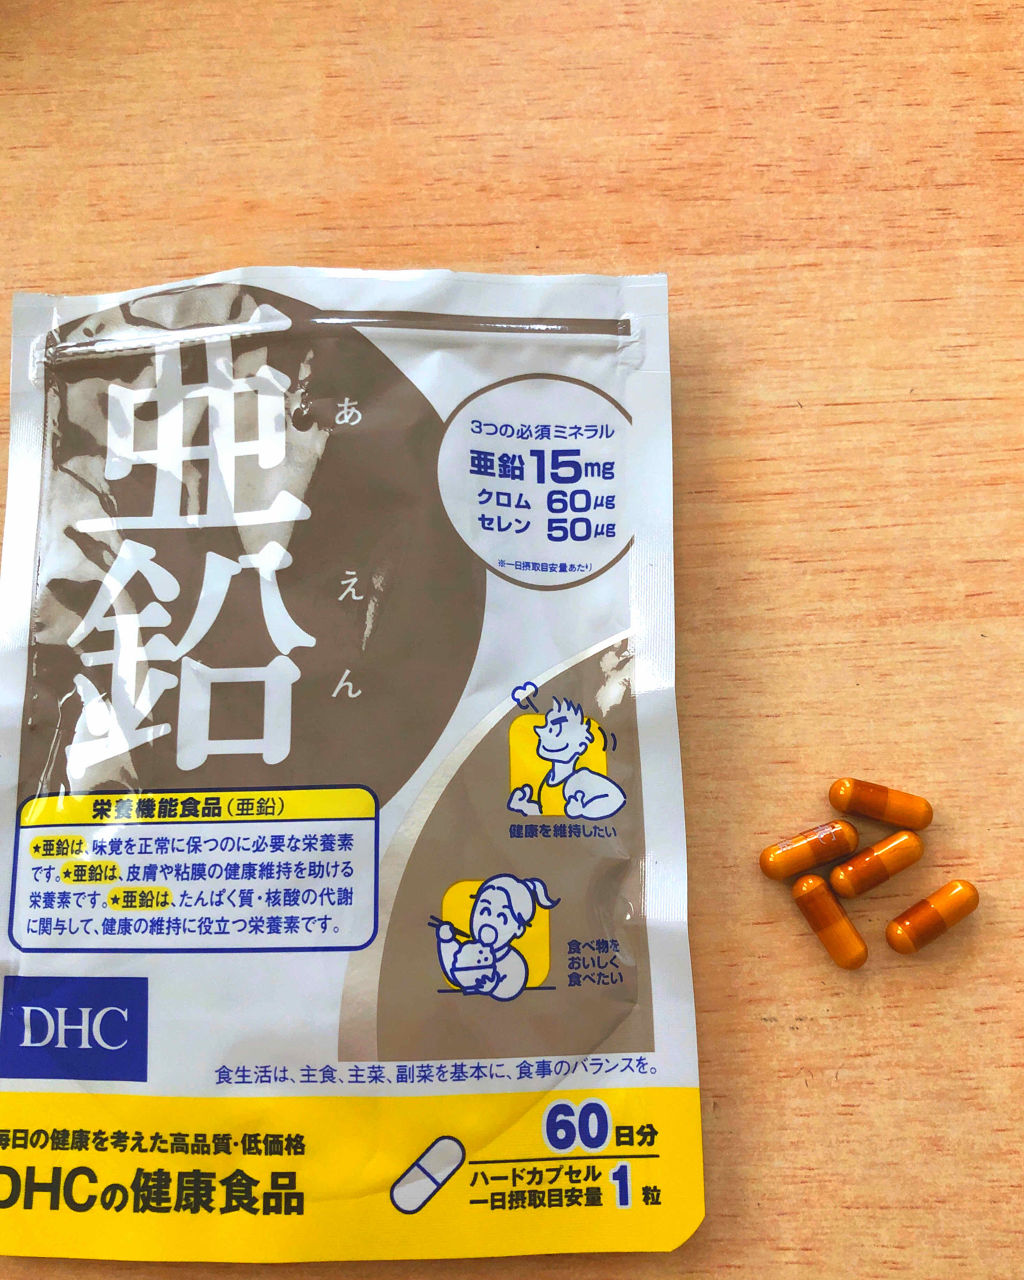 亜鉛
あえん
3つの必須ミネラル
亜鉛 15mg
クロム 60μg
セレン 50μg
※一日摂取目安量あたり
健康を維持したい
栄養機能食品(亜鉛)
★亜鉛は、味覚を正常に保つのに必要な栄養素
です。★亜鉛は、皮膚や粘膜の健康維持を助ける
栄養素です。★亜鉛は、たんぱく質・核酸の代謝
に関与して、健康の維持に役立つ栄養素です。
食べ物を
おいしく
食べたい
DHC
食生活は、主食、主菜、副菜を基本に、食事のバランスを。
毎日の健康を考えた高品質・低価格
DHCの健康食品
60日分
ハードカプセル
一日摂取目安量 1粒